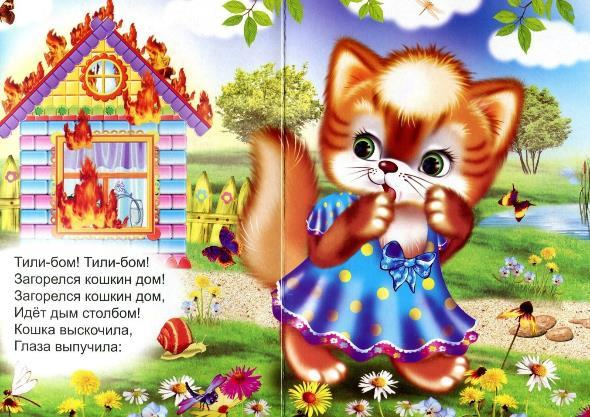 Тили-бом! Тили-бом!
Загорелся кошкин дом!
Загорелся кошкин дом,
Идёт дым столбом!
Кошка выскочила,
Глаза выпучила: